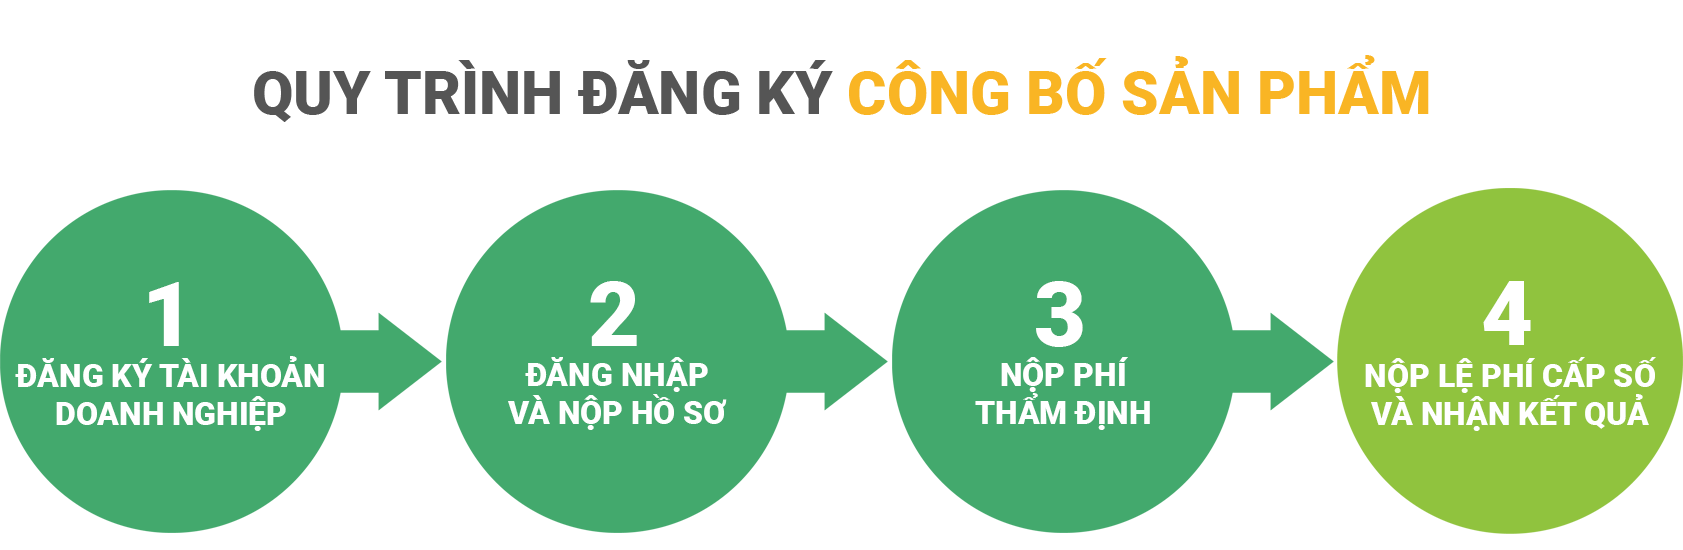 QUY TRÌNH ĐĂNG KÝ CÔNG BỐ SẢN PHẨM
1
ĐĂNG KÝ TÀI KHOẢN
DOANH NGHIỆP
2
ĐĂNG NHẬP
VÀ NỘP HỒ SƠ
3
NỘP PHÍ
THẨM ĐỊNH
4
NỘP LỆ PHÍ CẤP SỐ
VÀ NHẬN KẾT QUẢ